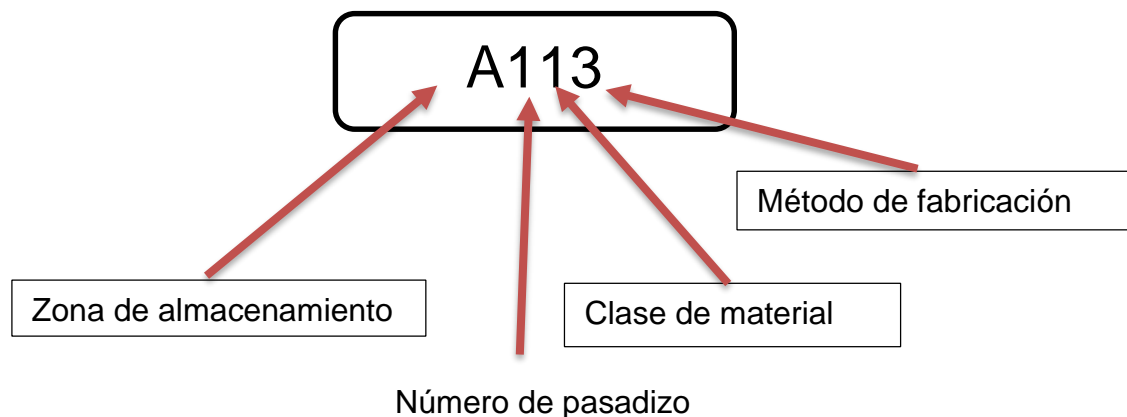 A113
Método de fabricación
Zona de almacenamiento
Clase de material
Número de pasadizo